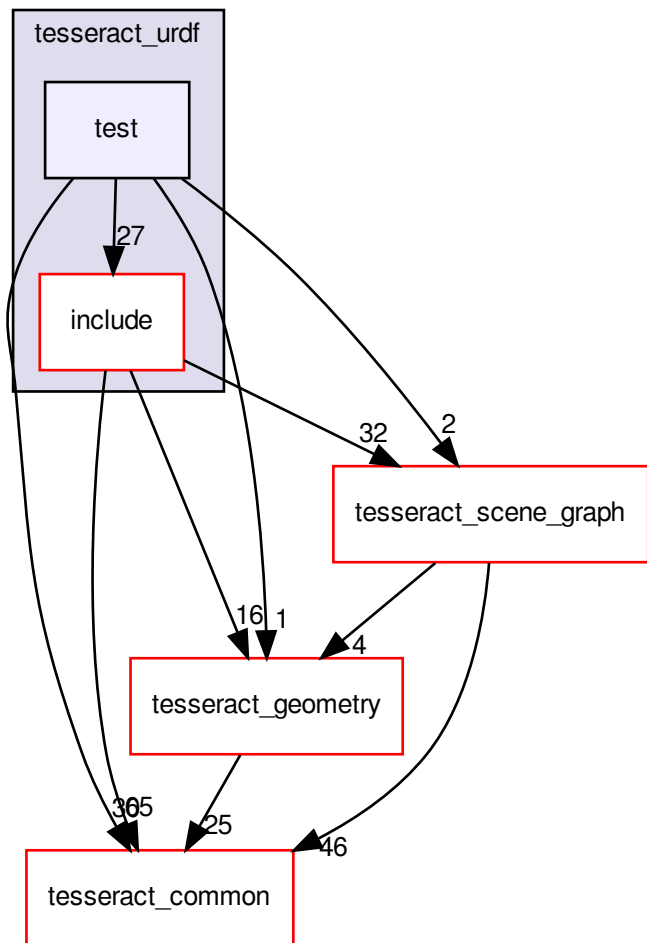 tesseract_urdf
test
27
include
32
2
tesseract_scene_graph
16
1
4
tesseract_geometry
25
46
tesseract_common